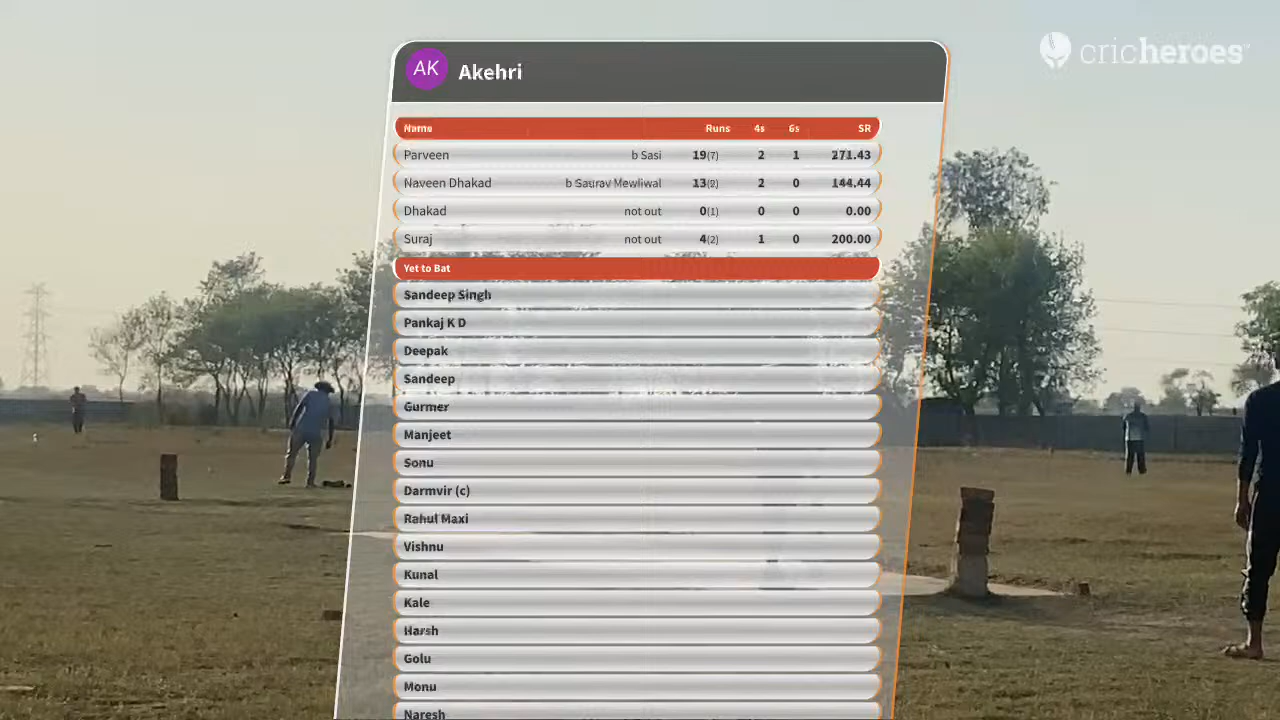 cricheroes
AK Akehri
Name Runs 4s 6s SR
Parveen b Sasi 19(7) 2 1 271.43
Naveen Dhakad b Saurav Mewliwal 13(9) 2 0 144.44
Dhakad not out 0(1) 0 0 0.00
Suraj not out 4(2) 1 0 200.00
Yet to Bat
Sandeep Singh
Pankaj K D
Deepak
Sandeep
Gurmer
Manjeet
Sonu
Darmvir (c)
Rahul Maxi
Vishnu
Kunal
Kale
Harsh
Golu
Monu
Naresh